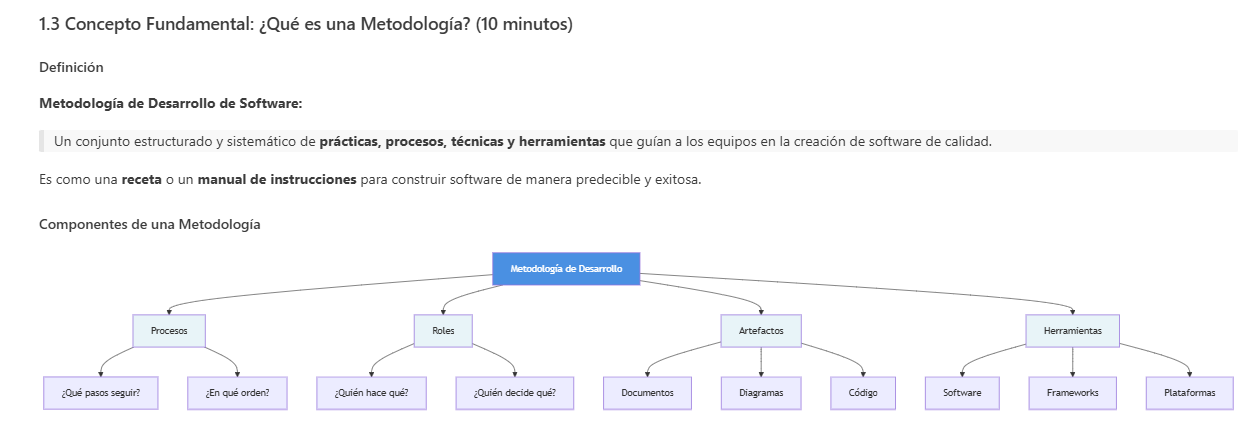 1.3 Concepto Fundamental: ¿Qué es una Metodología? (10 minutos)
Definición
Metodología de Desarrollo de Software:
Un conjunto estructurado y sistemático de prácticas, procesos, técnicas y herramientas que guían a los equipos en la creación de software de calidad.
Es como una receta o un manual de instrucciones para construir software de manera predecible y exitosa.
Componentes de una Metodología
Metodología de Desarrollo
Procesos
Roles
Artefactos
Herramientas
¿Qué pasos seguir?
¿En qué orden?
¿Quién hace qué?
¿Quién decide qué?
Documentos
Diagramas
Código
Software
Frameworks
Plataformas